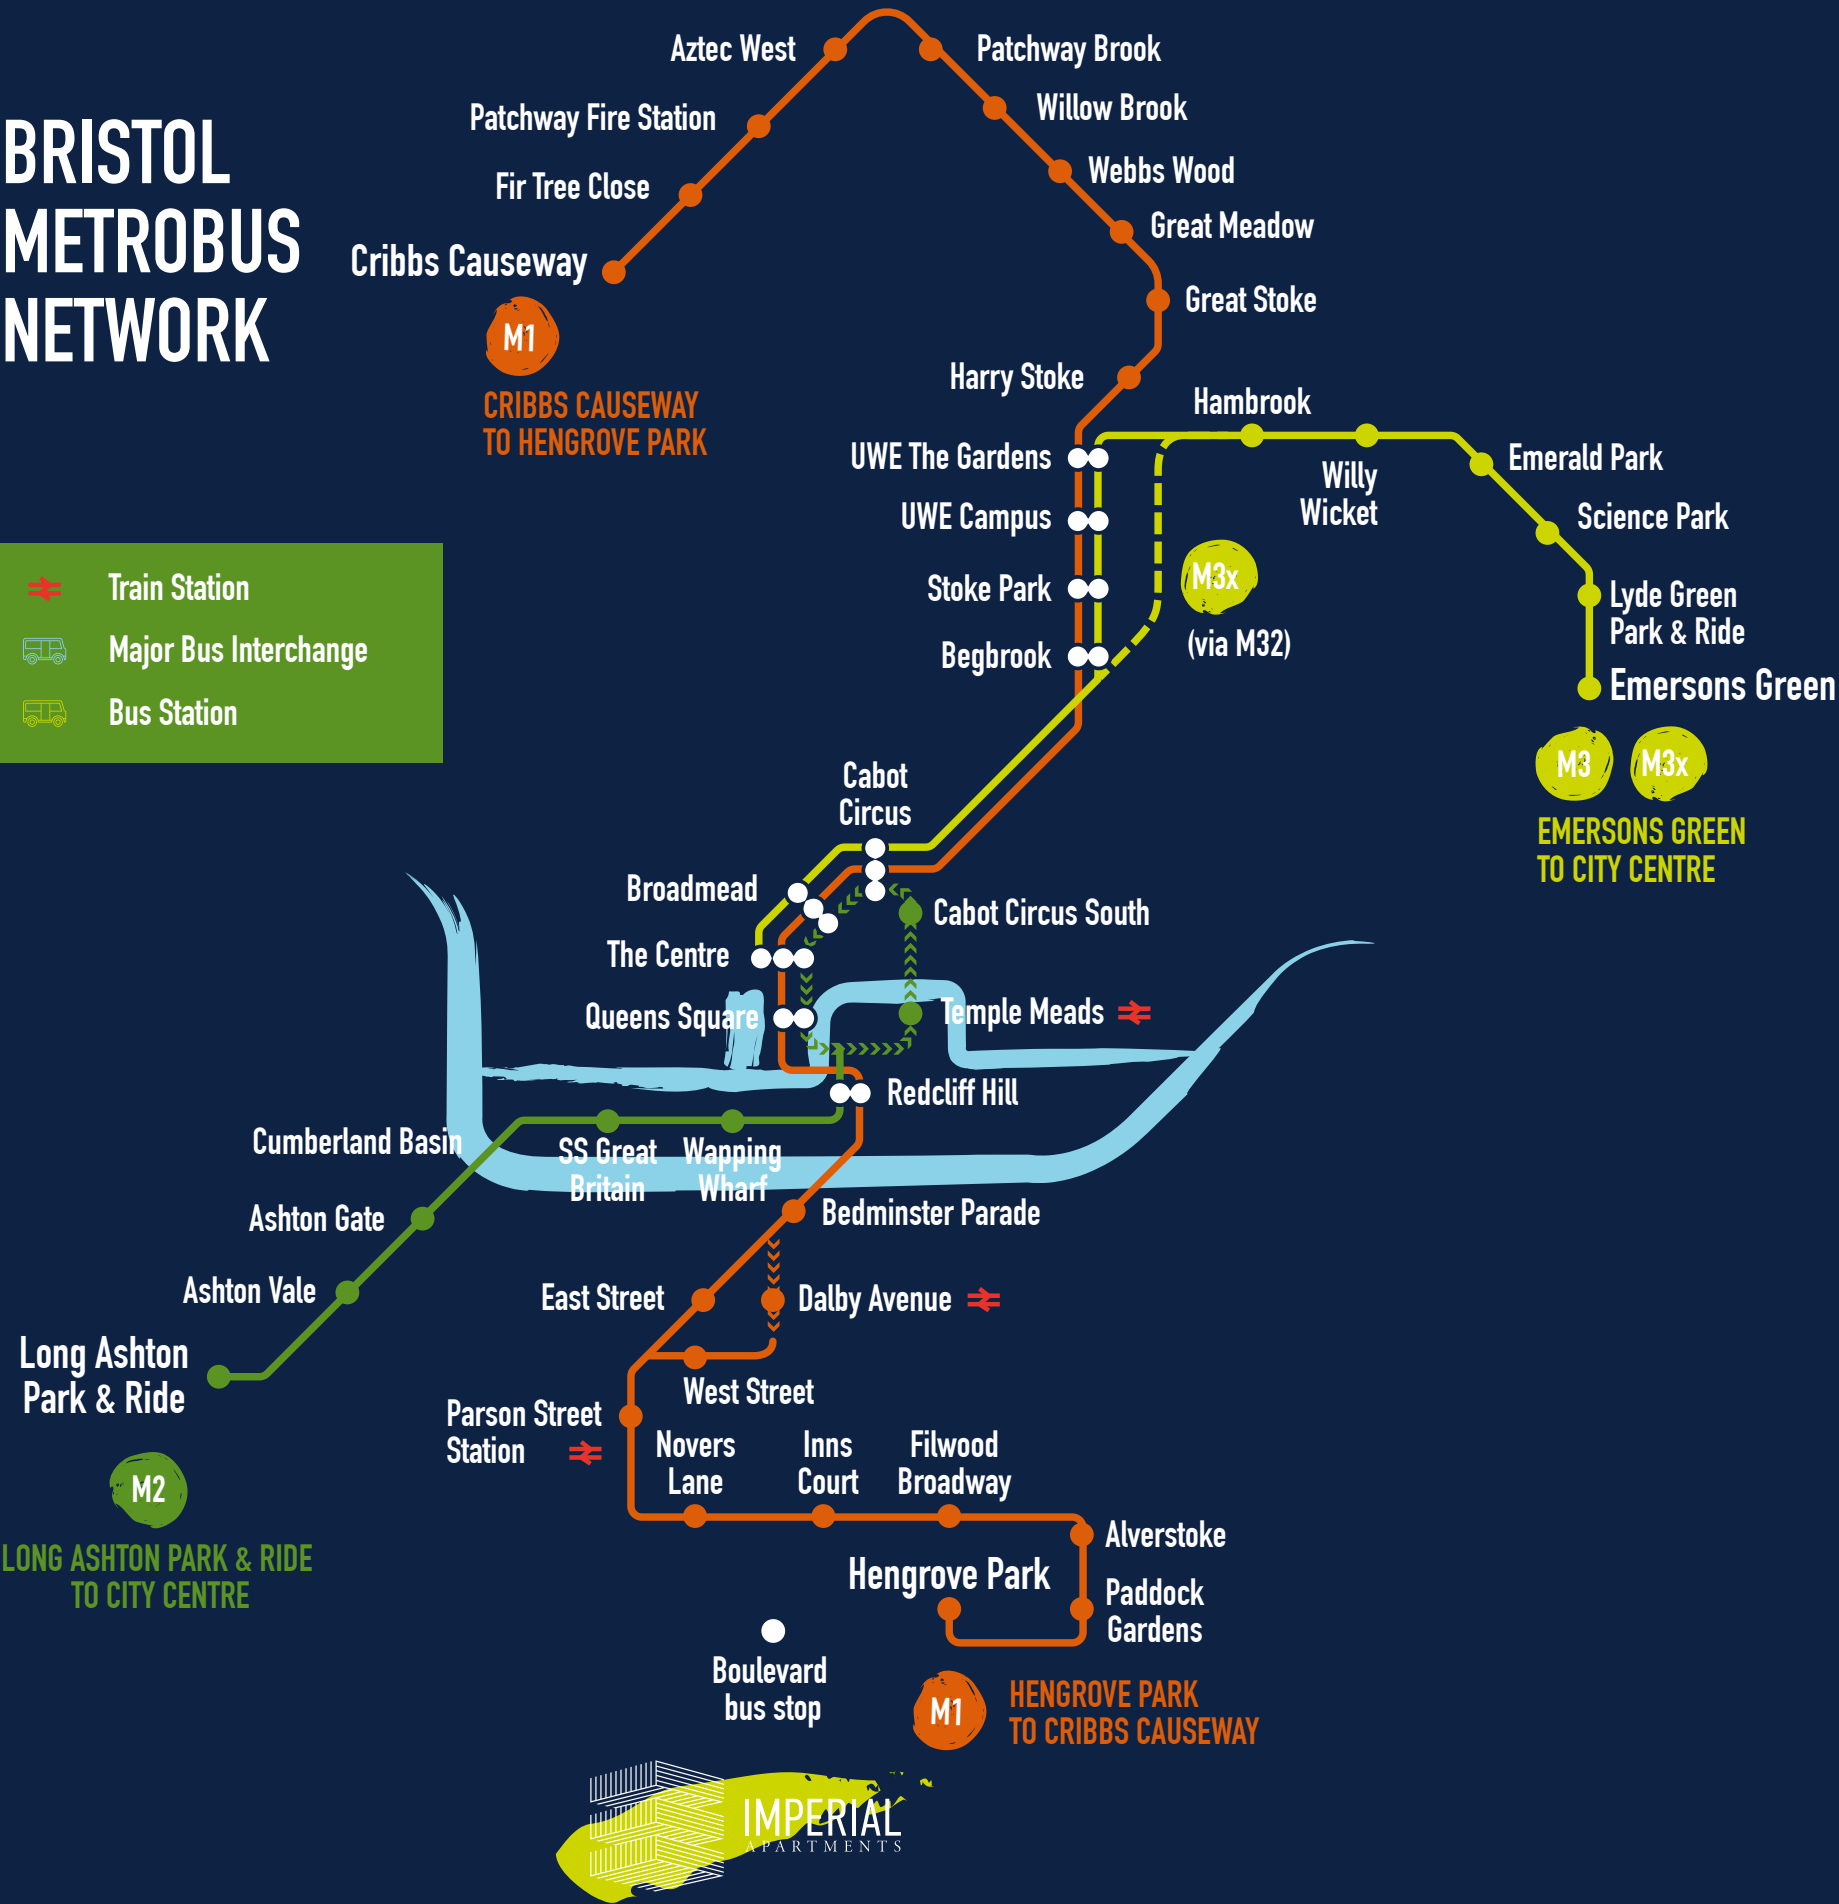 BRISTOL
METROBUS
NETWORK
Aztec West
Patchway Fire Station
Fir Tree Close
Cribbs Causeway
M1
CRIBBS CAUSEWAY
TO HENGROVE PARK
Patchway Brook
Willow Brook
Webbs Wood
Great Meadow
Great Stoke
Harry Stoke
Hambrook
UWE The Gardens
UWE Campus
Stoke Park
Begbrook
Willy
Wicket
Emerald Park
Science Park
M3x
(via M32)
Lyde Green
Park & Ride
Emersons Green
M3
M3x
EMERSONS GREEN
TO CITY CENTRE
Train Station
Major Bus Interchange
Bus Station
Cabot
Circus
Broadmead
Cabot Circus South
The Centre
Queens Square
Temple Meads
Redcliff Hill
Cumberland Basin
SS Great
Britain
Wapping
Wharf
Ashton Gate
Bedminster Parade
Ashton Vale
East Street
Dalby Avenue
Long Ashton
Park & Ride
West Street
Parson Street
Station
Novers
Lane
Inns
Court
Filwood
Broadway
M2
LONG ASHTON PARK & RIDE
TO CITY CENTRE
Alverstoke
Hengrove Park
Paddock
Gardens
Boulevard
bus stop
M1
HENGROVE PARK
TO CRIBBS CAUSEWAY
IMPERIAL
APARTMENTS